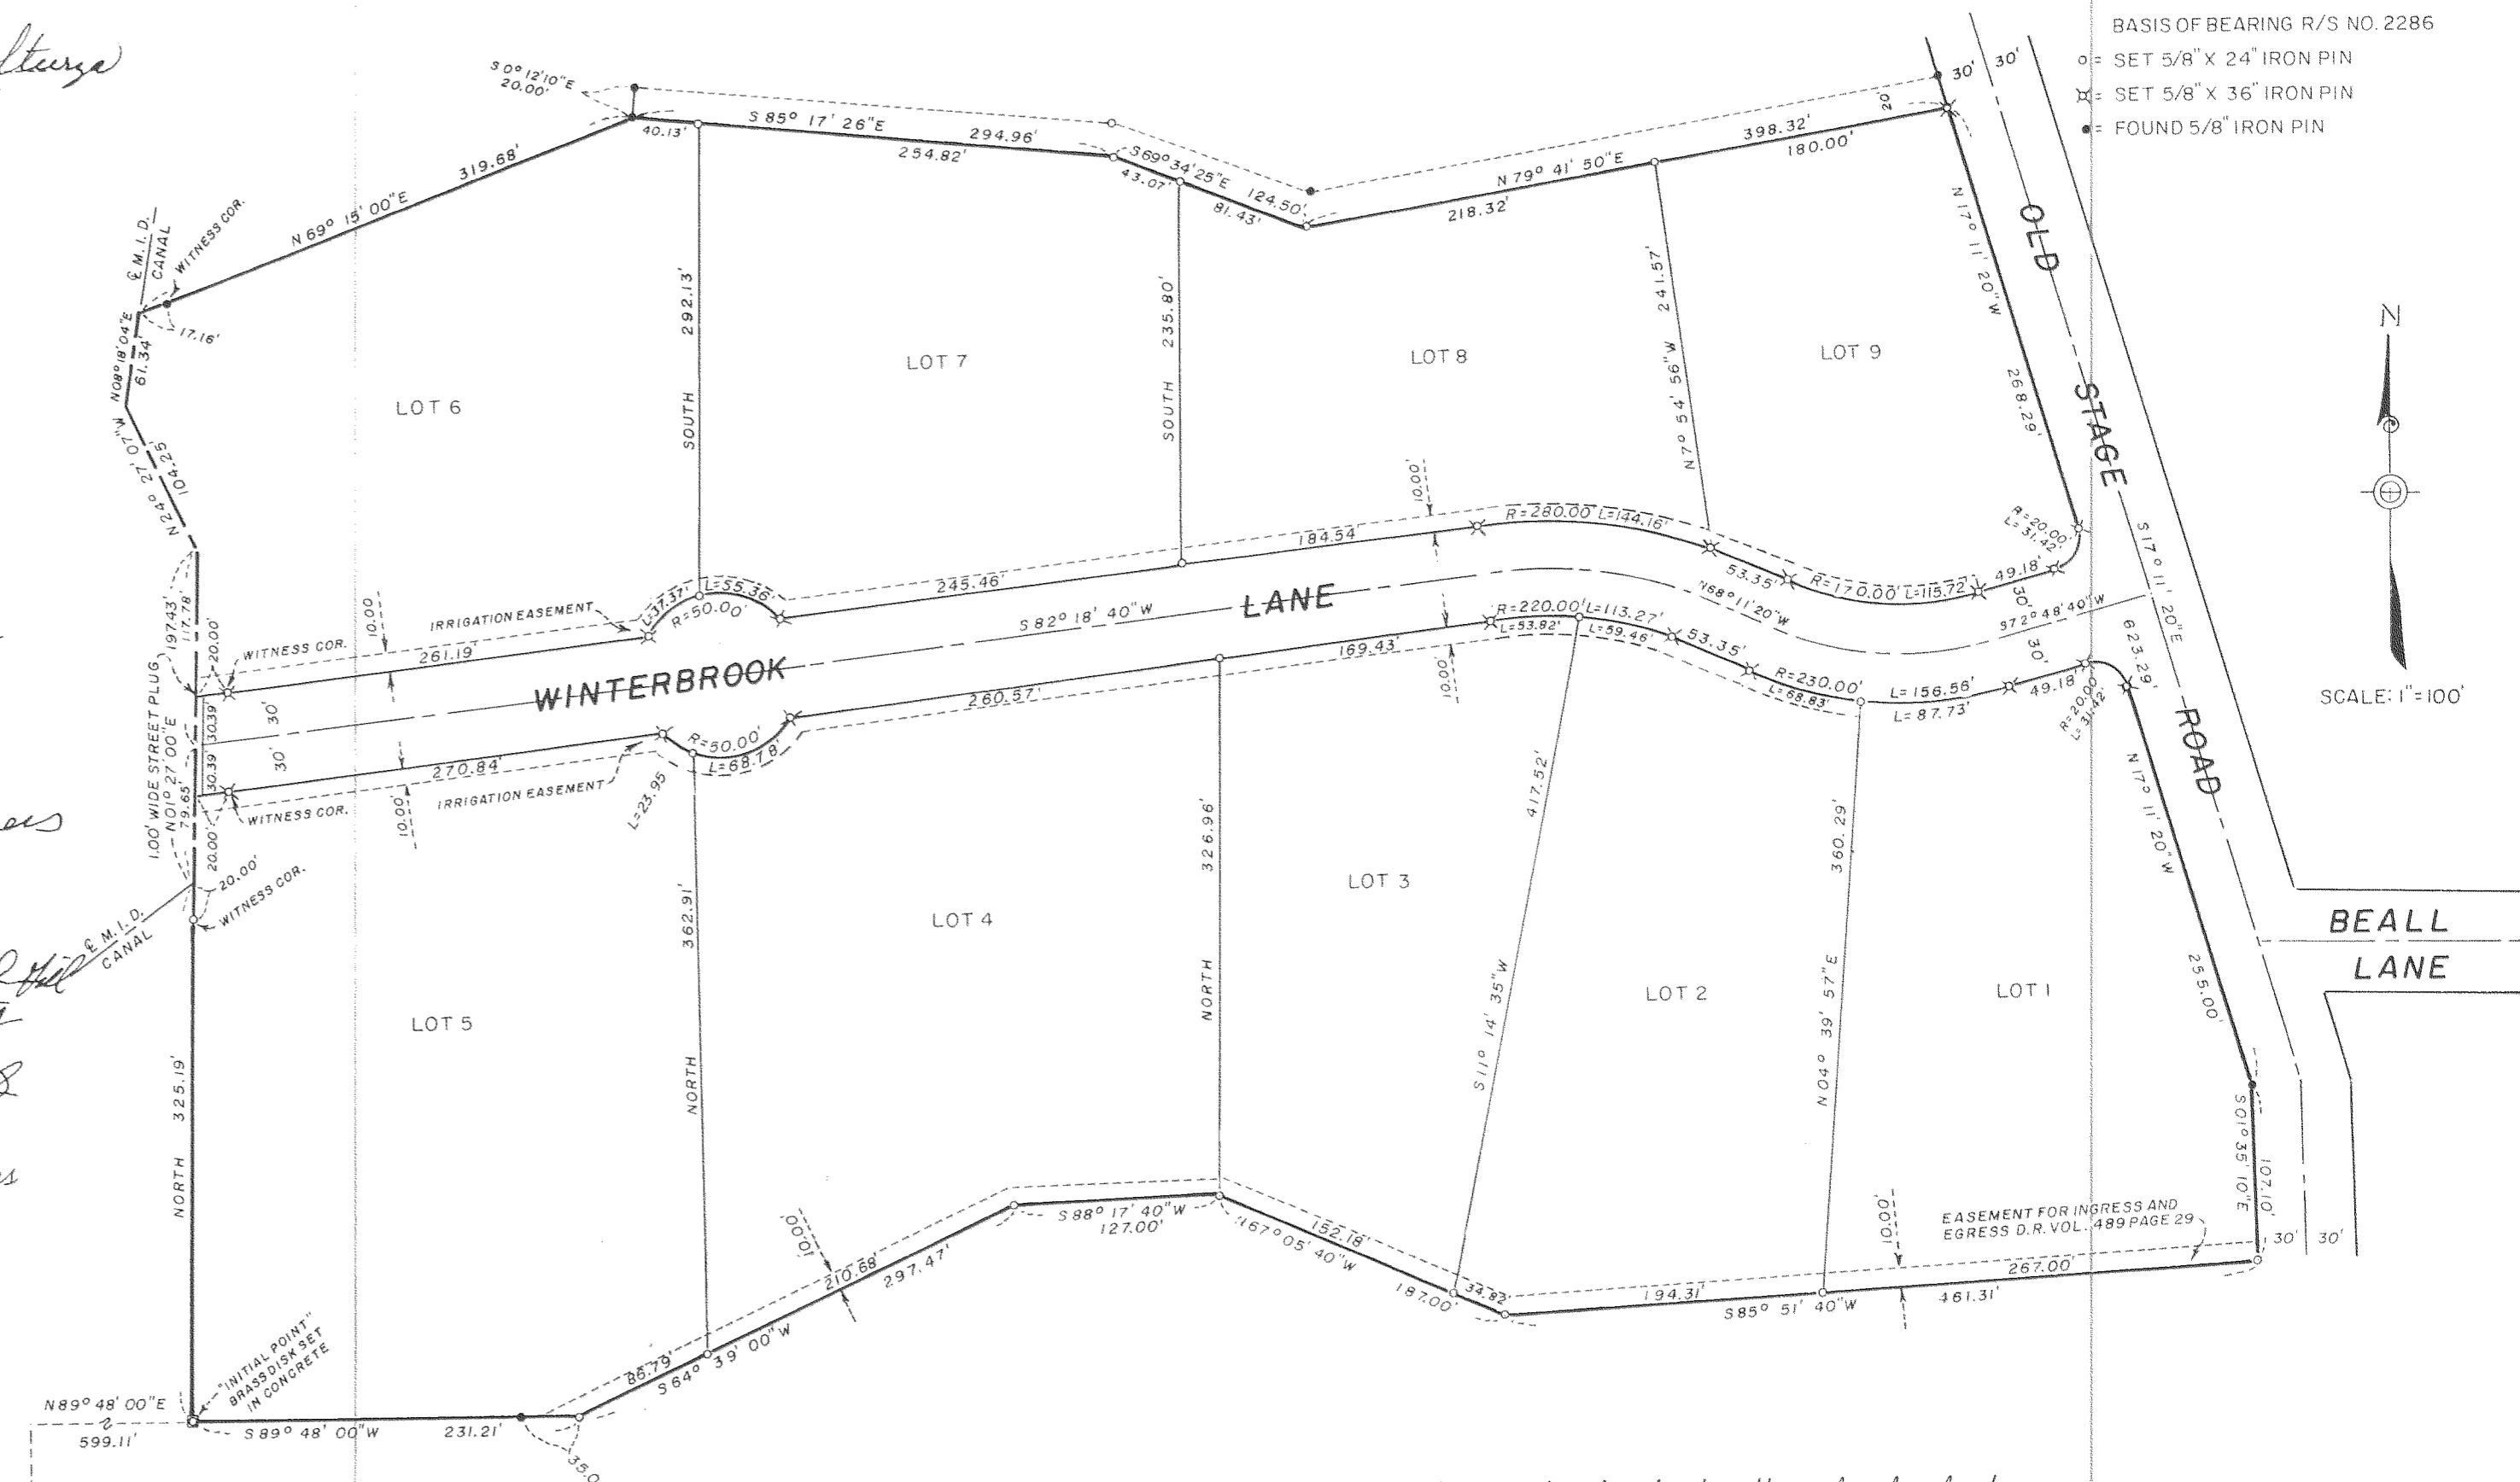 BASIS OF BEARING R/S NO. 2286
o = SET 5/8" X 24" IRON PIN
= SET 5/8" X 36" IRON PIN
● = FOUND 5/8" IRON PIN
S 0° 12' 10" E
20.00'
40.13'
S 85° 17' 26" E
294.96'
254.82'
S 69° 34' 25" E
43.07'
124.50'
81.43'
N 79° 41' 50" E
218.32'
398.32'
180.00'
20'
30'
30'
319.68'
N 69° 15' 00" E
℄ M.I.D.
CANAL
WITNESS COR.
17.16'
N 08° 18' 04" E
61.34'
N 24° 27' 07" W
104.25'
LOT 6
292.13'
SOUTH
LOT 7
235.80'
SOUTH
LOT 8
241.57'
N 7° 54' 56" W
LOT 9
N 17° 11' 20" W
268.29'
OLD
STAGE
ROAD
N
SCALE: 1"=100'
197.43'
117.78'
20.00'
1.00' WIDE STREET PLUG
N 01° 27' 00" E
79.65'
30.39'
30.39'
20.00'
20.00'
WITNESS COR.
10.00
IRRIGATION EASEMENT
261.19'
L=37.37'
L=55.36'
R=50.00'
245.46'
184.54'
10.00'
R=280.00' L=144.16'
53.35'
R=170.00' L=115.72'
49.18'
R=20.00'
L=31.42'
30'
30'
WINTERBROOK
LANE
S 82° 18' 40" W
N 68° 11' 20" W
S 72° 48' 40" W
30'
30'
S 17° 11' 20" E
623.29'
WITNESS COR.
270.84'
10.00'
IRRIGATION EASEMENT
R=50.00'
L=68.78'
L=23.95
260.57'
169.43'
10.00'
R=220.00' L=113.27'
L=53.82'
L=59.46'
53.35'
R=230.00'
L=68.83'
L=156.56'
L=87.73'
49.18'
R=20.00'
L=31.42'
WITNESS COR.
℄ M.I.D.
CANAL
325.19'
NORTH
LOT 5
362.91'
NORTH
LOT 4
326.96'
NORTH
LOT 3
417.52'
S 11° 14' 35" W
LOT 2
360.29'
N 04° 39' 57" E
LOT 1
N 17° 11' 20" W
255.00'
BEALL
LANE
S 01° 35' 10" E
107.10'
EASEMENT FOR INGRESS AND
EGRESS D.R. VOL. 489 PAGE 29
10.00'
30'
30'
267.00'
194.31'
S 85° 51' 40" W
461.31'
152.18'
N 67° 05' 40" W
187.00'
34.82'
S 88° 17' 40" W
127.00'
10.00'
210.68'
297.47'
86.79'
S 64° 39' 00" W
"INITIAL POINT"
BRASS DISK SET
IN CONCRETE
N 89° 48' 00" E
599.11'
S 89° 48' 00" W
231.21'